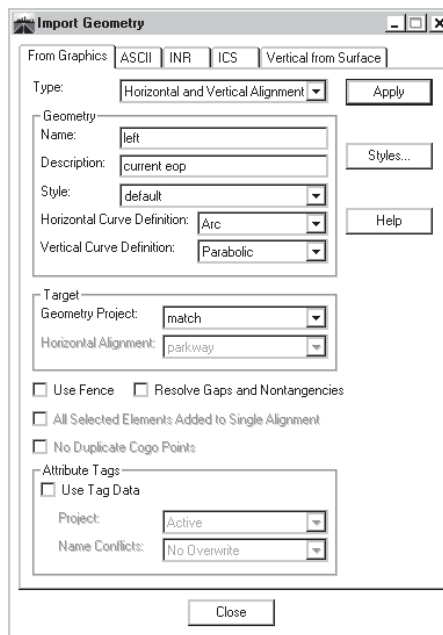 Import Geometry
From Graphics ASCII INR ICS Vertical from Surface
Type: Horizontal and Vertical Alignment Apply
Geometry
Name: left
Description: current eop Styles...
Style: default
Horizontal Curve Definition: Arc Help
Vertical Curve Definition: Parabolic
Target
Geometry Project: match
Horizontal Alignment: parkway
Use Fence Resolve Gaps and Nontangencies
All Selected Elements Added to Single Alignment
No Duplicate Cogo Points
Attribute Tags
Use Tag Data
Project: Active
Name Conflicts: No Overwrite
Close